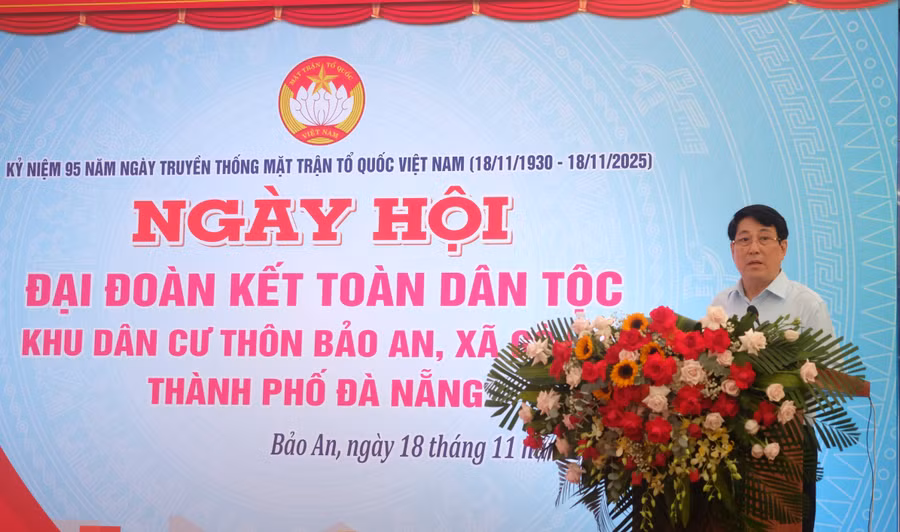 MẶT TRẬN TỔ QUỐC
VIỆT NAM
KỶ NIỆM 95 NĂM NGÀY TRUYỀN THỐNG MẶT TRẬN TỔ QUỐC VIỆT NAM (18/11/1930 - 18/11/2025)
NGÀY HỘI
ĐẠI ĐOÀN KẾT TOÀN DÂN TỘC
KHU DÂN CƯ THÔN BẢO AN, XÃ
THÀNH PHỐ ĐÀ NẴNG
Bảo An, ngày 18 tháng 11